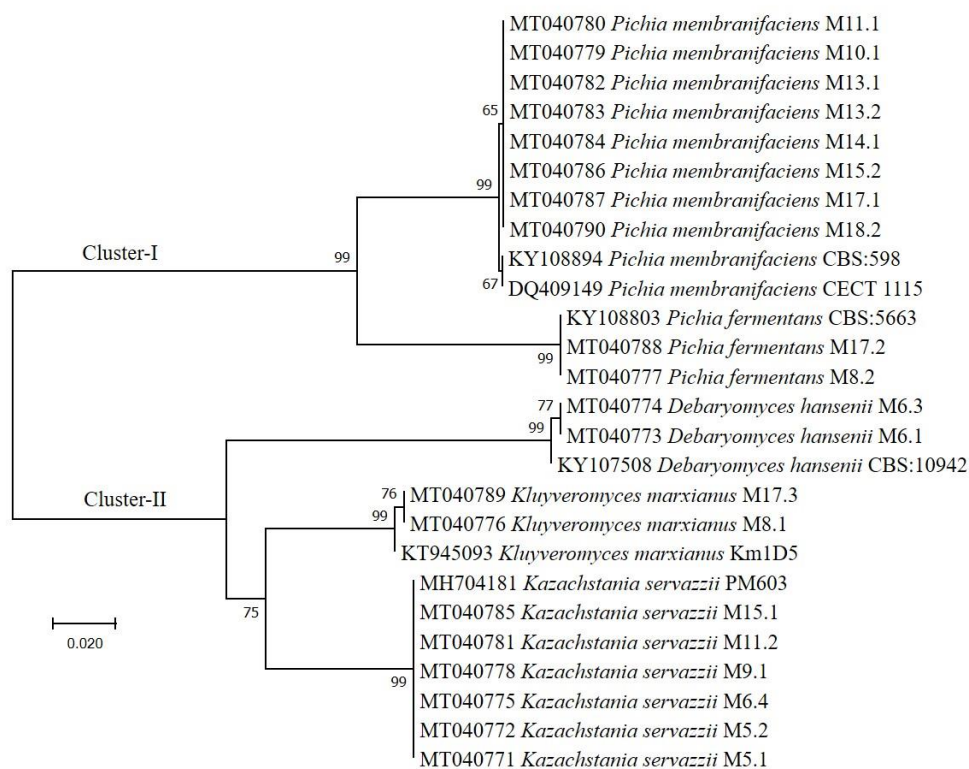 MT040780 Pichia membranifaciens M11.1
MT040779 Pichia membranifaciens M10.1
MT040782 Pichia membranifaciens M13.1
65
MT040783 Pichia membranifaciens M13.2
MT040784 Pichia membranifaciens M14.1
MT040786 Pichia membranifaciens M15.2
99
MT040787 Pichia membranifaciens M17.1
MT040790 Pichia membranifaciens M18.2
Cluster-I
99
KY108894 Pichia membranifaciens CBS:598
67
DQ409149 Pichia membranifaciens CECT 1115
KY108803 Pichia fermentans CBS:5663
MT040788 Pichia fermentans M17.2
99
MT040777 Pichia fermentans M8.2
77
MT040774 Debaryomyces hansenii M6.3
99
MT040773 Debaryomyces hansenii M6.1
KY107508 Debaryomyces hansenii CBS:10942
Cluster-II
76
MT040789 Kluyveromyces marxianus M17.3
99
MT040776 Kluyveromyces marxianus M8.1
KT945093 Kluyveromyces marxianus Km1D5
MH704181 Kazachstania servazzii PM603
75
MT040785 Kazachstania servazzii M15.1
0.020
MT040781 Kazachstania servazzii M11.2
MT040778 Kazachstania servazzii M9.1
99
MT040775 Kazachstania servazzii M6.4
MT040772 Kazachstania servazzii M5.2
MT040771 Kazachstania servazzii M5.1